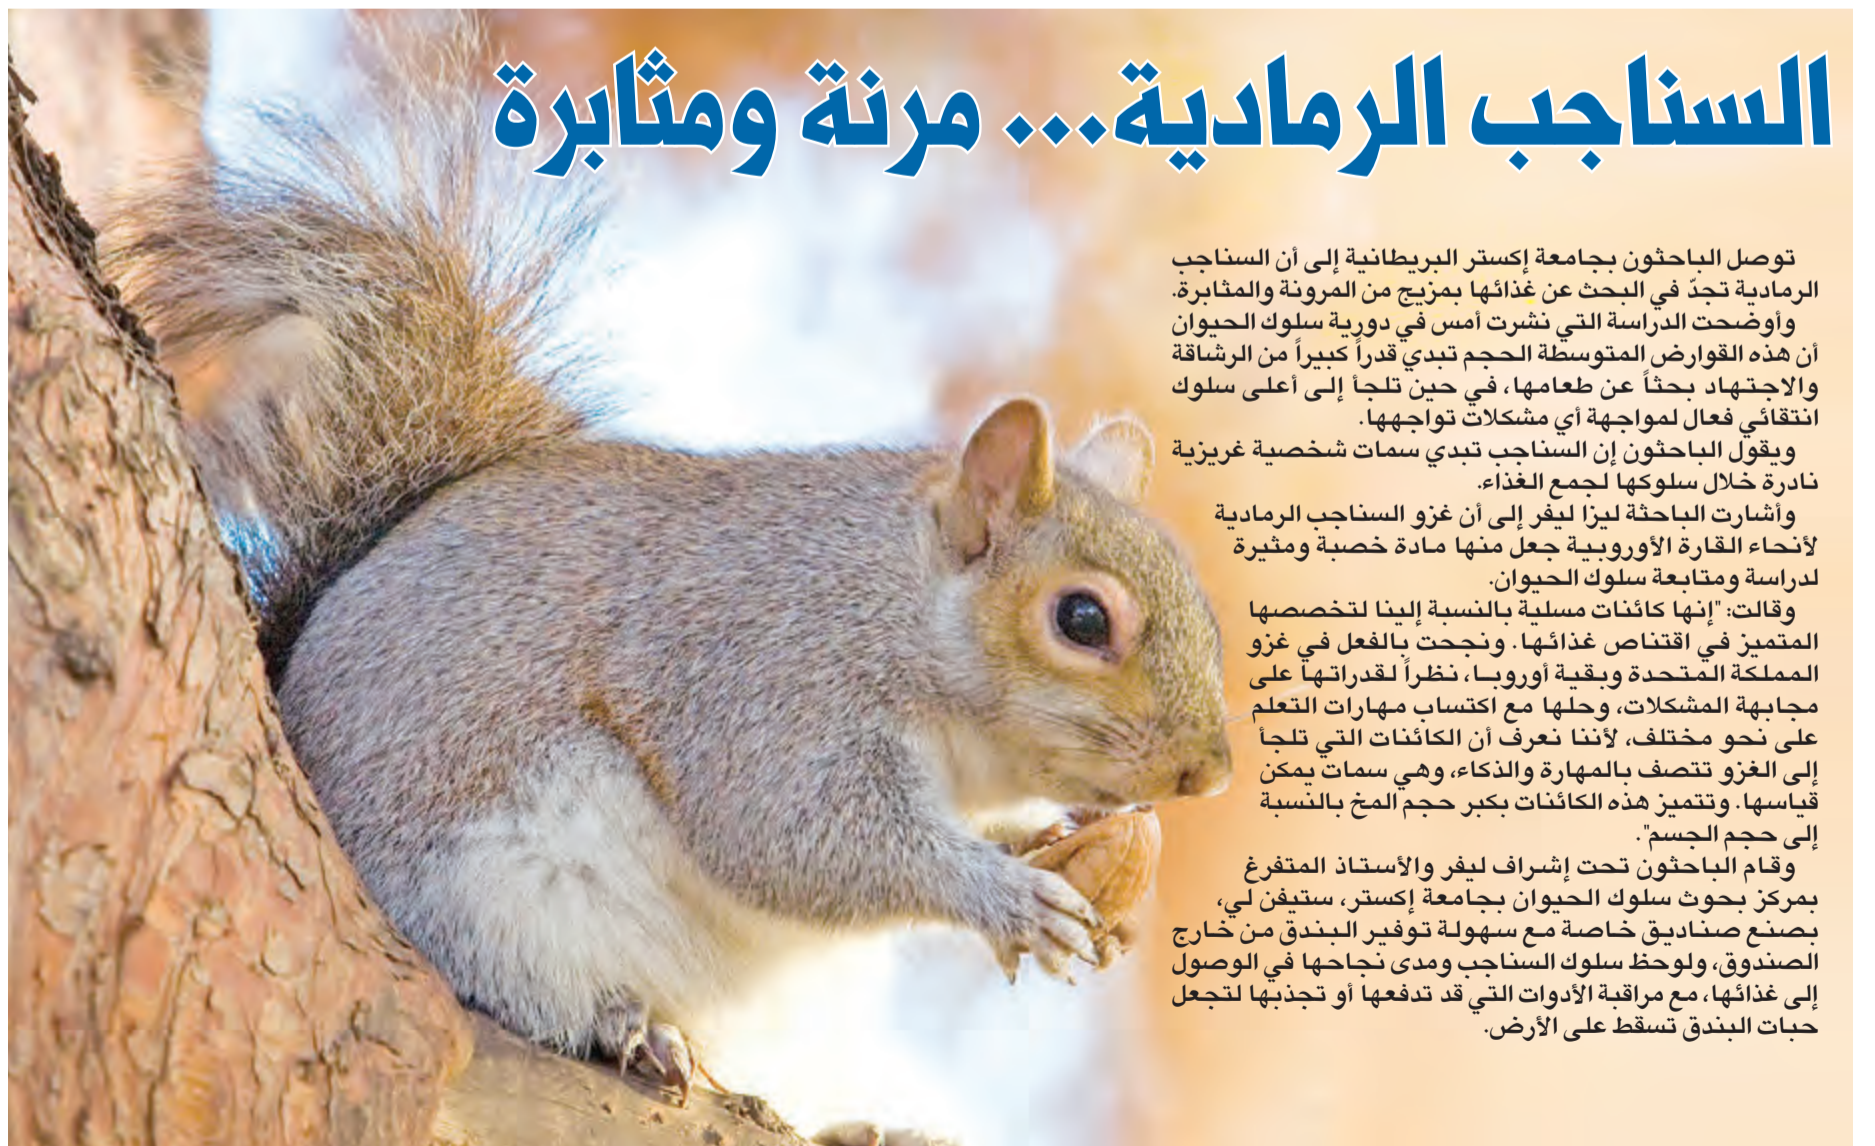 السناجب الرمادية... مرنة ومثابرة
توصل الباحثون بجامعة إكستر البريطانية إلى أن السناجب
الرمادية تجدّ في البحث عن غذائها بمزيج من المرونة والمثابرة.
وأوضحت الدراسة التي نشرت أمس في دورية سلوك الحيوان
أن هذه القوارض المتوسطة الحجم تبدي قدراً كبيراً من الرشاقة
والاجتهاد بحثاً عن طعامها، في حين تلجأ إلى أعلى سلوك
انتقائي فعال لمواجهة أي مشكلات تواجهها.
ويقول الباحثون إن السناجب تبدي سمات شخصية غريزية
نادرة خلال سلوكها لجمع الغذاء.
وأشارت الباحثة ليزا ليفر إلى أن غزو السناجب الرمادية
لأنحاء القارة الأوروبية جعل منها مادة خصبة ومثيرة
لدراسة ومتابعة سلوك الحيوان.
وقالت: "إنها كائنات مسلية بالنسبة إلينا لتخصصها
المتميز في اقتناص غذائها. ونجحت بالفعل في غزو
المملكة المتحدة وبقية أوروبا، نظراً لقدراتها على
مجابهة المشكلات، وحلها مع اكتساب مهارات التعلم
على نحو مختلف، لأننا نعرف أن الكائنات التي تلجأ
إلى الغزو تتصف بالمهارة والذكاء، وهي سمات يمكن
قياسها. وتتميز هذه الكائنات بكبر حجم المخ بالنسبة
إلى حجم الجسم".
وقام الباحثون تحت إشراف ليفر والأستاذ المتفرغ
بمركز بحوث سلوك الحيوان بجامعة إكستر، ستيفن لي،
بصنع صناديق خاصة مع سهولة توفير البندق من خارج
الصندوق، ولوحظ سلوك السناجب ومدى نجاحها في الوصول
إلى غذائها، مع مراقبة الأدوات التي قد تدفعها أو تجذبها لتجعل
حبات البندق تسقط على الأرض.